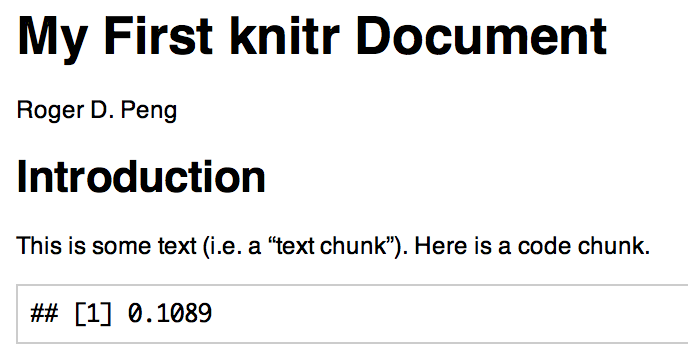 My First knitr Document
Roger D. Peng
Introduction
This is some text (i.e. a “text chunk”). Here is a code chunk.
## [1] 0.1089